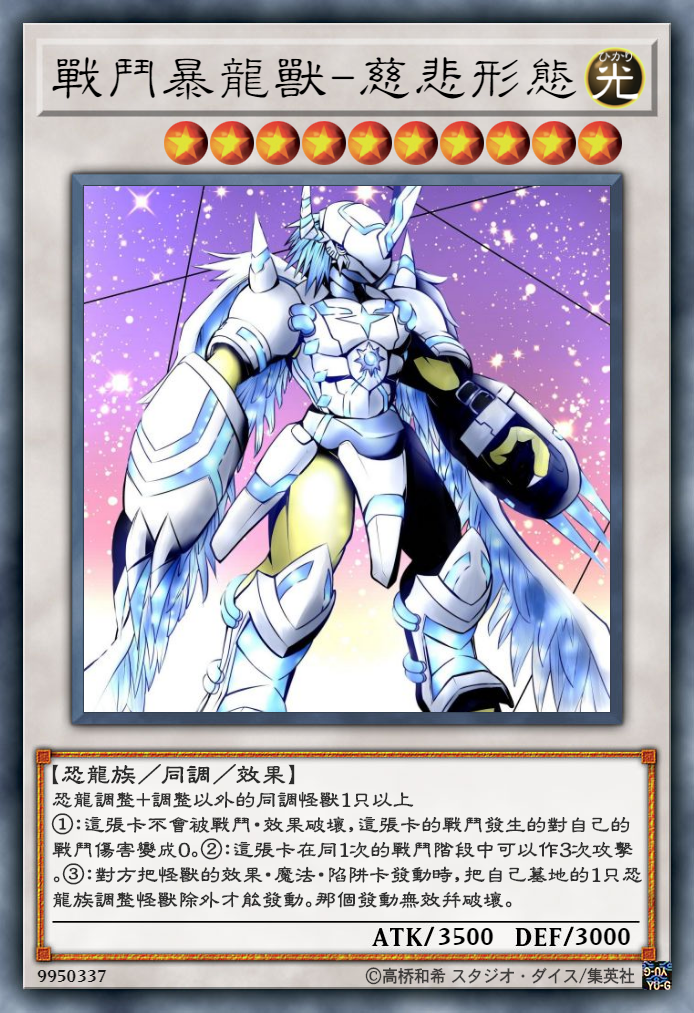 戰鬥暴龍獸-慈悲形態
ひかり
光
【恐龍族／同調／效果】
恐龍調整+調整以外的同調怪獸1只以上
①:這張卡不會被戰鬥・效果破壞,這張卡的戰鬥發生的對自己的
戰鬥傷害變成0。②:這張卡在同1次的戰鬥階段中可以作3次攻擊
。③:對方把怪獸的效果・魔法・陷阱卡發動時,把自己墓地的1只恐
龍族調整怪獸除外才能發動。那個發動無效并破壞。
ATK/3500 DEF/3000
9950337 ©高桥和希 スタジオ・ダイス/集英社
YU-G
YU-G